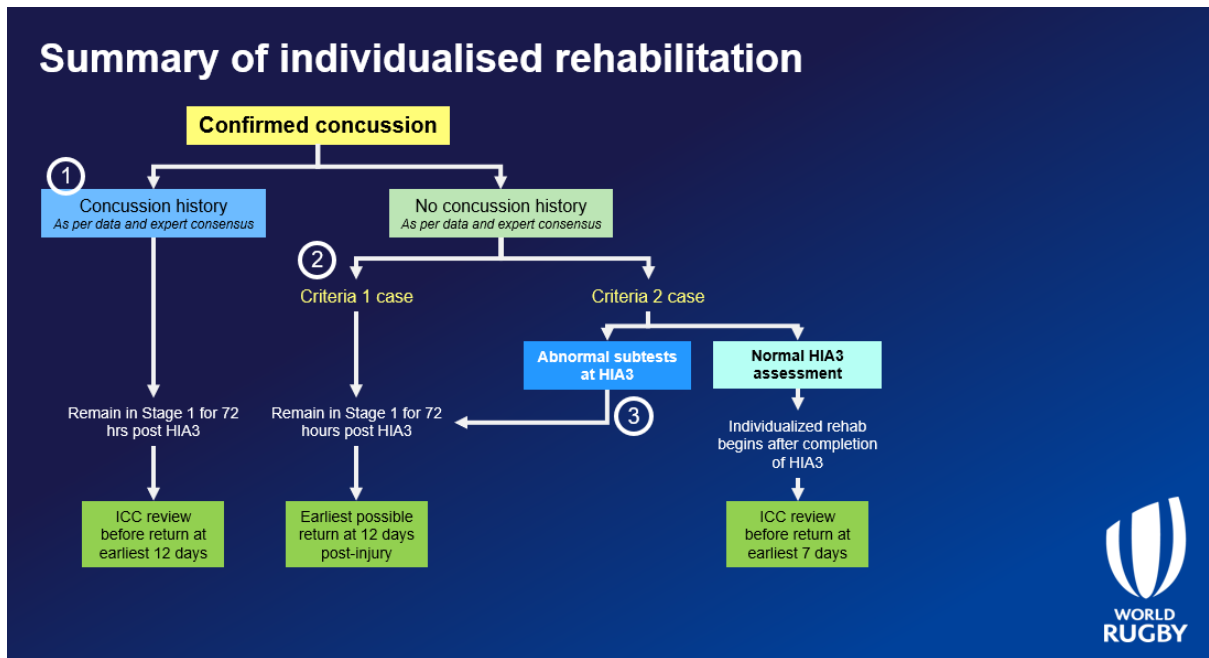 Summary of individualised rehabilitation
Confirmed concussion
1
Concussion history
As per data and expert consensus
No concussion history
As per data and expert consensus
2
Criteria 1 case
Criteria 2 case
Abnormal subtests
at HIA3
Normal HIA3
assessment
3
Remain in Stage 1 for 72
hrs post HIA3
Remain in Stage 1 for 72
hours post HIA3
Individualized rehab
begins after completion
of HIA3
ICC review
before return at
earliest 12 days
Earliest possible
return at 12 days
post-injury
ICC review
before return at
earliest 7 days
WORLD
RUGBY